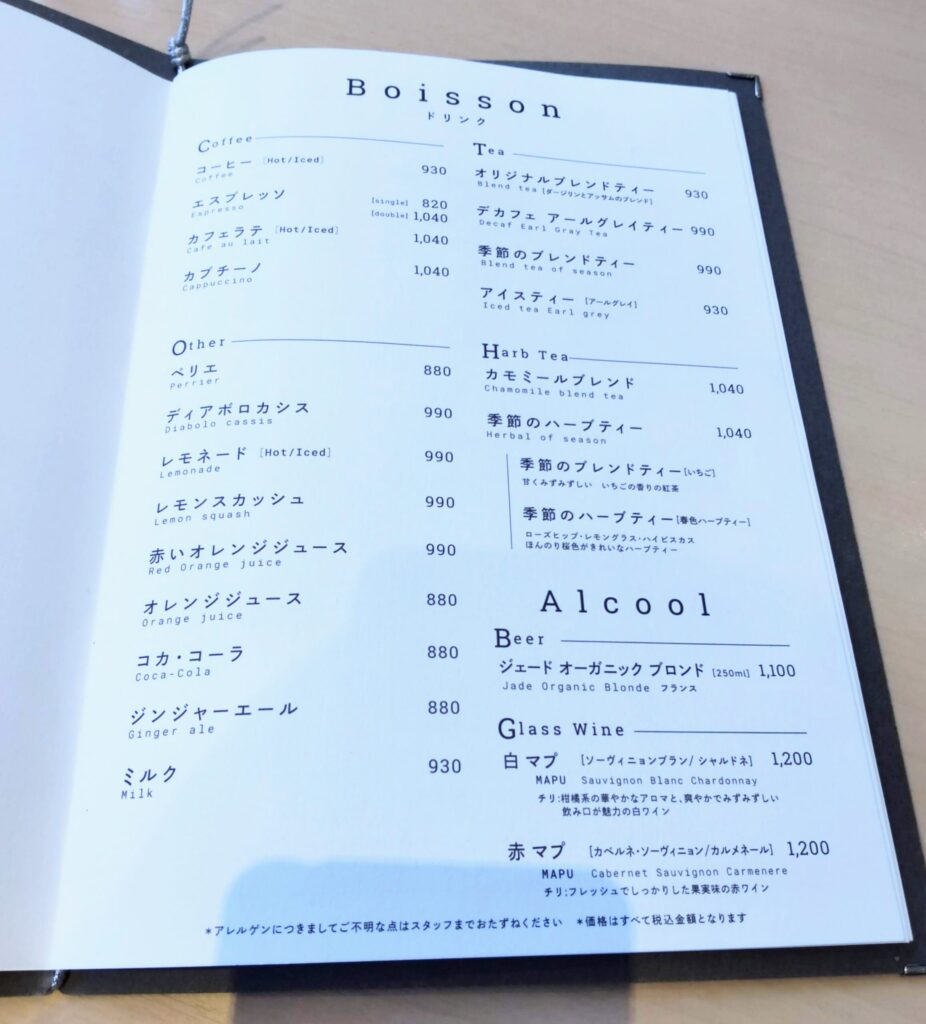 Boisson
ドリンク
Coffee
コーヒー [Hot/Iced] 930
Coffee
エスプレッソ [single] 820
Espresso [double] 1,040
カフェラテ [Hot/Iced] 1,040
Cafe au lait
カプチーノ 1,040
Cappuccino
Other
ペリエ 880
Perrier
ディアボロカシス 990
Diabolo cassis
レモネード [Hot/Iced] 990
Lemonade
レモンスカッシュ 990
Lemon squash
赤いオレンジジュース 990
Red Orange juice
オレンジジュース 880
Orange juice
コカ・コーラ 880
Coca-Cola
ジンジャーエール 880
Ginger ale
ミルク 930
Milk
Tea
オリジナルブレンドティー 930
Blend tea [ダージリンとアッサムのブレンド]
デカフェ アールグレイティー 990
Decaf Earl Gray Tea
季節のブレンドティー 990
Blend tea of season
アイスティー [アールグレイ] 930
Iced tea Earl grey
Harb Tea
カモミールブレンド 1,040
Chamomile blend tea
季節のハーブティー 1,040
Herbal of season
季節のブレンドティー[いちご]
甘くみずみずしい いちごの香りの紅茶
季節のハーブティー[春色ハーブティー]
ローズヒップ・レモングラス・ハイビスカス
ほんのり桜色がきれいなハーブティー
Alcool
Beer
ジェード オーガニック ブロンド [250ml] 1,100
Jade Organic Blonde フランス
Glass Wine
白 マプ [ソーヴィニョンブラン/ シャルドネ] 1,200
MAPU Sauvignon Blanc Chardonnay
チリ:柑橘系の華やかなアロマと、爽やかでみずみずしい
飲み口が魅力の白ワイン
赤 マプ [カベルネ・ソーヴィニョン/カルメネール] 1,200
MAPU Cabernet Sauvignon Carmenere
チリ:フレッシュでしっかりした果実味の赤ワイン
＊アレルゲンにつきましてご不明な点はスタッフまでおたずねください ＊価格はすべて税込金額となります